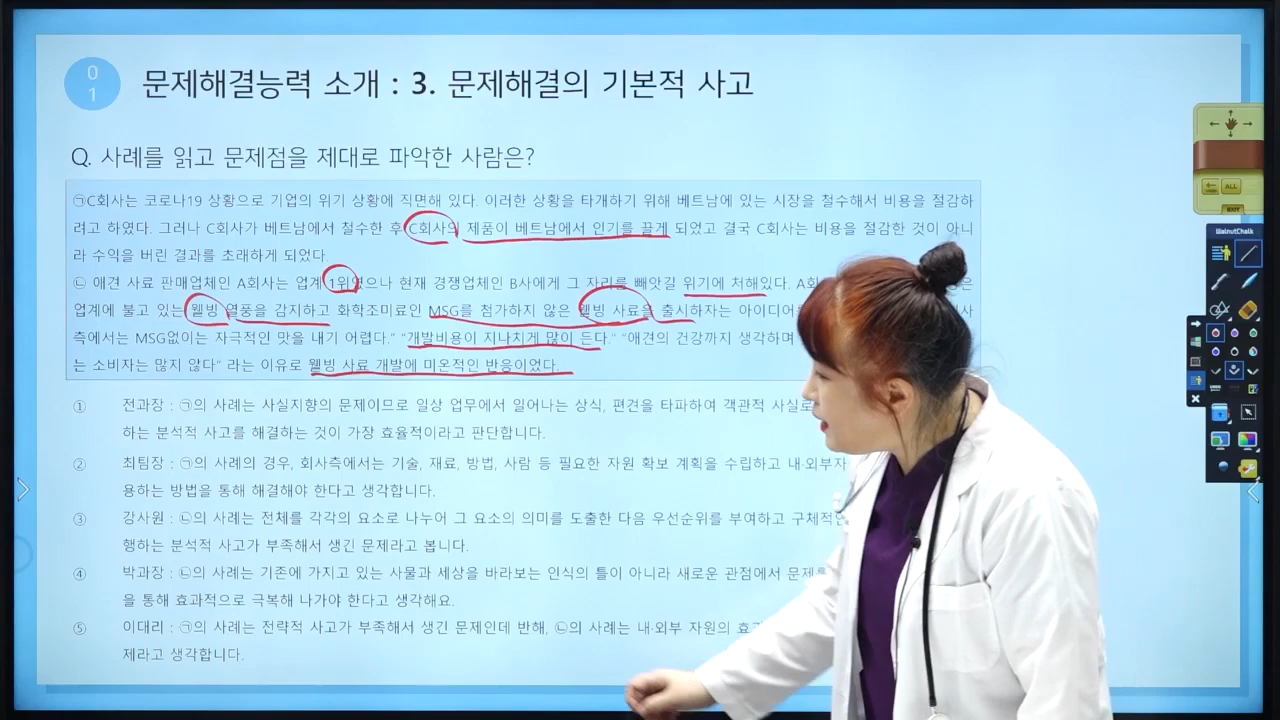 0
1
문제해결능력 소개 : 3. 문제해결의 기본적 사고
Q. 사례를 읽고 문제점을 제대로 파악한 사람은?
㉠C회사는 코로나19 상황으로 기업의 위기 상황에 직면해 있다. 이러한 상황을 타개하기 위해 베트남에 있는 시장을 철수해서 비용을 절감하
려고 하였다. 그러나 C회사가 베트남에서 철수한 후 C회사의 제품이 베트남에서 인기를 끌게 되었고 결국 C회사는 비용을 절감한 것이 아니
라 수익을 버린 결과를 초래하게 되었다.
㉡ 애견 사료 판매업체인 A회사는 업계 1위였으나 현재 경쟁업체인 B사에게 그 자리를 빼앗길 위기에 처해있다. A회
업계에 불고 있는 웰빙 열풍을 감지하고 화학조미료인 MSG를 첨가하지 않은 웰빙 사료를 출시하자는 아이디어
측에서는 MSG없이는 자극적인 맛을 내기 어렵다." "개발비용이 지나치게 많이 든다." "애견의 건강까지 생각하며
는 소비자는 많지 않다" 라는 이유로 웰빙 사료 개발에 미온적인 반응이었다.
① 전과장 : ㉠의 사례는 사실지향의 문제이므로 일상 업무에서 일어나는 상식, 편견을 타파하여 객관적 사실로
하는 분석적 사고를 해결하는 것이 가장 효율적이라고 판단합니다.
② 최팀장 : ㉠의 사례의 경우, 회사측에서는 기술, 재료, 방법, 사람 등 필요한 자원 확보 계획을 수립하고 내·외부자
용하는 방법을 통해 해결해야 한다고 생각합니다.
③ 강사원 : ㉡의 사례는 전체를 각각의 요소로 나누어 그 요소의 의미를 도출한 다음 우선순위를 부여하고 구체적인
행하는 분석적 사고가 부족해서 생긴 문제라고 봅니다.
④ 박과장 : ㉡의 사례는 기존에 가지고 있는 사물과 세상을 바라보는 인식의 틀이 아니라 새로운 관점에서 문제를
을 통해 효과적으로 극복해 나가야 한다고 생각해요.
⑤ 이대리 : ㉠의 사례는 전략적 사고가 부족해서 생긴 문제인데 반해, ㉡의 사례는 내·외부 자원의 효
제라고 생각합니다.
ALL
EXIT
WalnutChalk